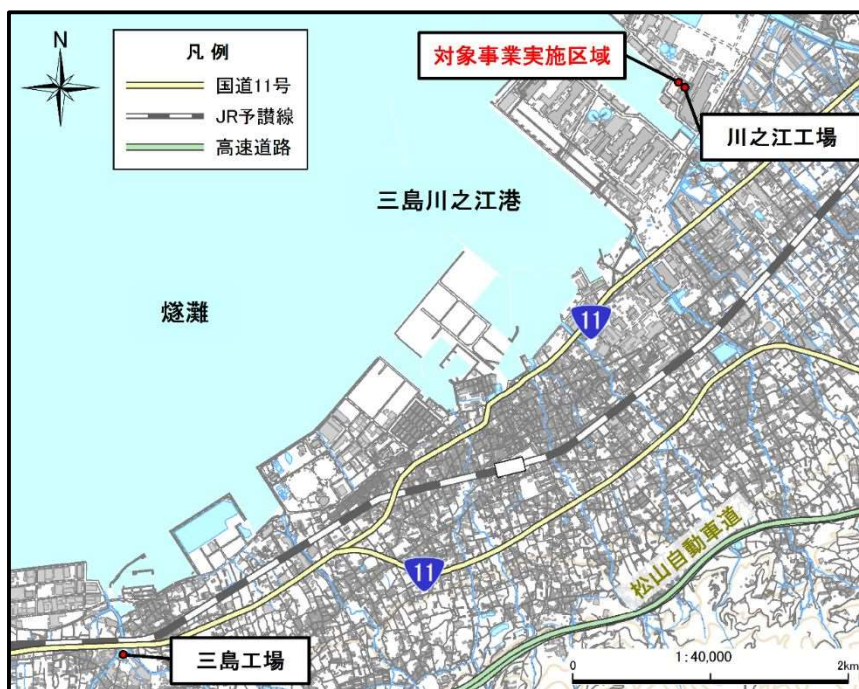 N
凡 例
国道11号
JR予讃線
高速道路
対象事業実施区域
川之江工場
三島川之江港
燧灘
11
11
松山自動車道
三島工場
1:40,000
0
2km